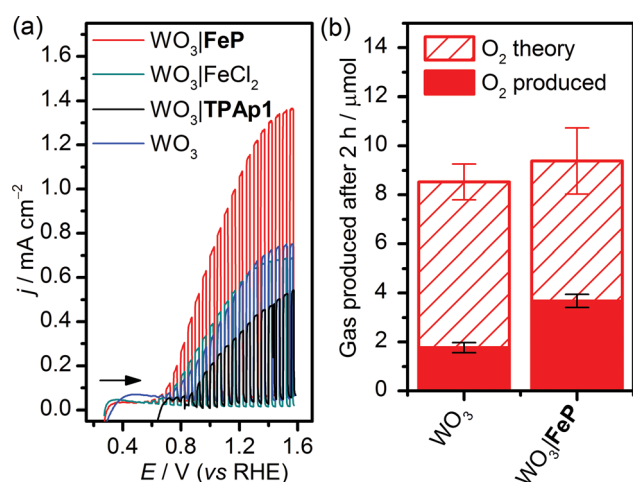 (a)
WO₃|FeP
WO₃|FeCl₂
WO₃|TPAp1
WO₃
1.6
1.4
1.2
1.0
0.8
0.6
0.4
0.2
0.0
j / mA cm⁻²
0.4 0.8 1.2 1.6
E / V (vs RHE)
(b)
O₂ theory
O₂ produced
14
12
10
8
6
4
2
0
Gas produced after 2 h / μmol
WO₃
WO₃|FeP